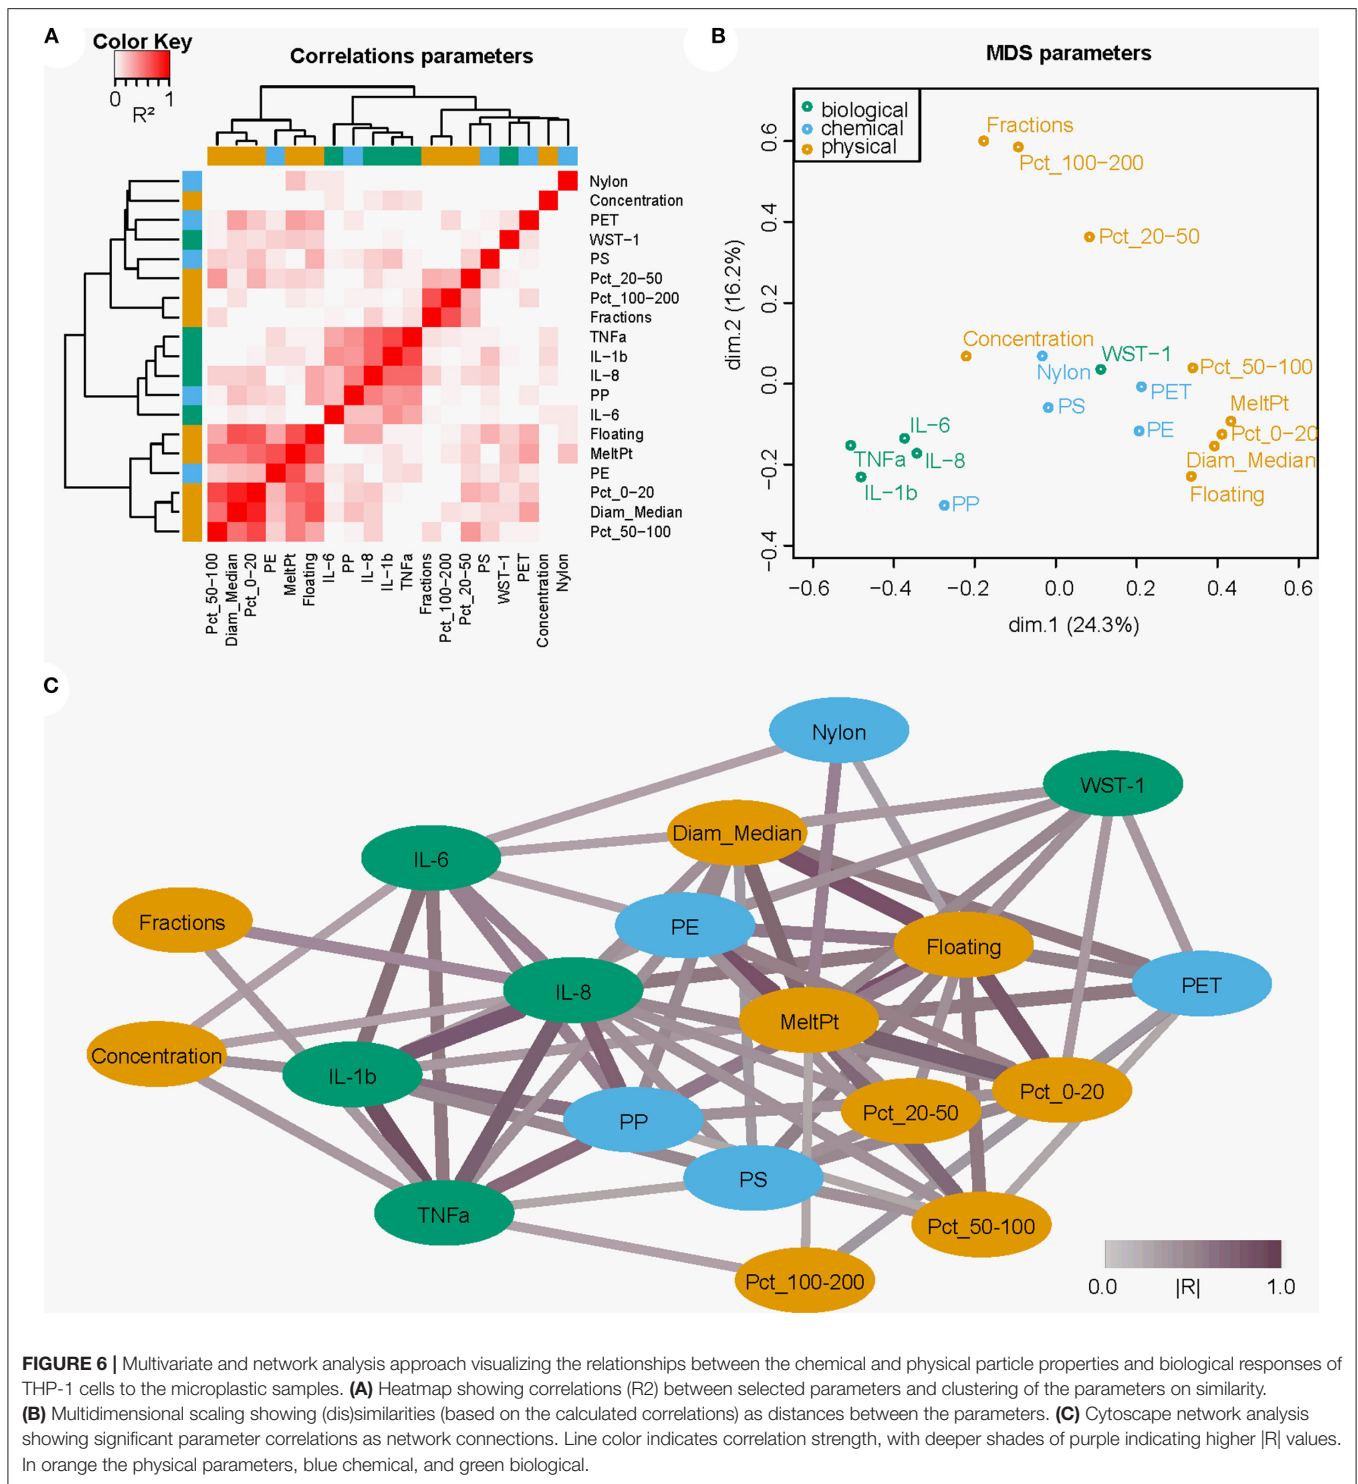 A
Color Key
0 1
R²
Correlations parameters
Nylon
Concentration
PET
WST−1
PS
Pct_20−50
Pct_100−200
Fractions
TNFa
IL−1b
IL−8
PP
IL−6
Floating
MeltPt
PE
Pct_0−20
Diam_Median
Pct_50−100
Pct_50−100
Diam_Median
Pct_0−20
PE
MeltPt
Floating
IL−6
PP
IL−8
IL−1b
TNFa
Fractions
Pct_100−200
Pct_20−50
PS
WST−1
PET
Concentration
Nylon
B
MDS parameters
biological
chemical
physical
Fractions
Pct_100−200
Pct_20−50
Concentration
WST−1
Nylon
Pct_50−100
PET
PS
MeltPt
PE
Pct_0−20
IL−6
TNFa
IL−8
Diam_Median
IL−1b
Floating
PP
0.6
0.4
0.2
0.0
−0.2
−0.4
dim.2 (16.2%)
−0.6 −0.4 −0.2 0.0 0.2 0.4 0.6
dim.1 (24.3%)
C
Nylon
WST-1
Diam_Median
IL-6
Fractions
PE
Floating
PET
IL-8
MeltPt
Concentration
IL-1b
Pct_0-20
Pct_20-50
PP
PS
TNFa
Pct_50-100
Pct_100-200
0.0 |R| 1.0
FIGURE 6 | Multivariate and network analysis approach visualizing the relationships between the chemical and physical particle properties and biological responses of
THP-1 cells to the microplastic samples. (A) Heatmap showing correlations (R2) between selected parameters and clustering of the parameters on similarity.
(B) Multidimensional scaling showing (dis)similarities (based on the calculated correlations) as distances between the parameters. (C) Cytoscape network analysis
showing significant parameter correlations as network connections. Line color indicates correlation strength, with deeper shades of purple indicating higher |R| values.
In orange the physical parameters, blue chemical, and green biological.